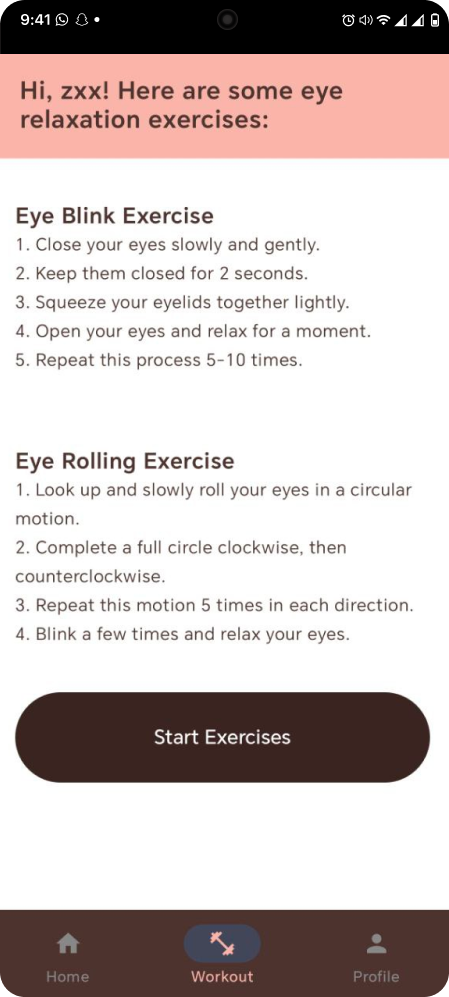 9:41
Hi, zxx! Here are some eye
relaxation exercises:
Eye Blink Exercise
1. Close your eyes slowly and gently.
2. Keep them closed for 2 seconds.
3. Squeeze your eyelids together lightly.
4. Open your eyes and relax for a moment.
5. Repeat this process 5-10 times.
Eye Rolling Exercise
1. Look up and slowly roll your eyes in a circular
motion.
2. Complete a full circle clockwise, then
counterclockwise.
3. Repeat this motion 5 times in each direction.
4. Blink a few times and relax your eyes.
Start Exercises
Home Workout Profile